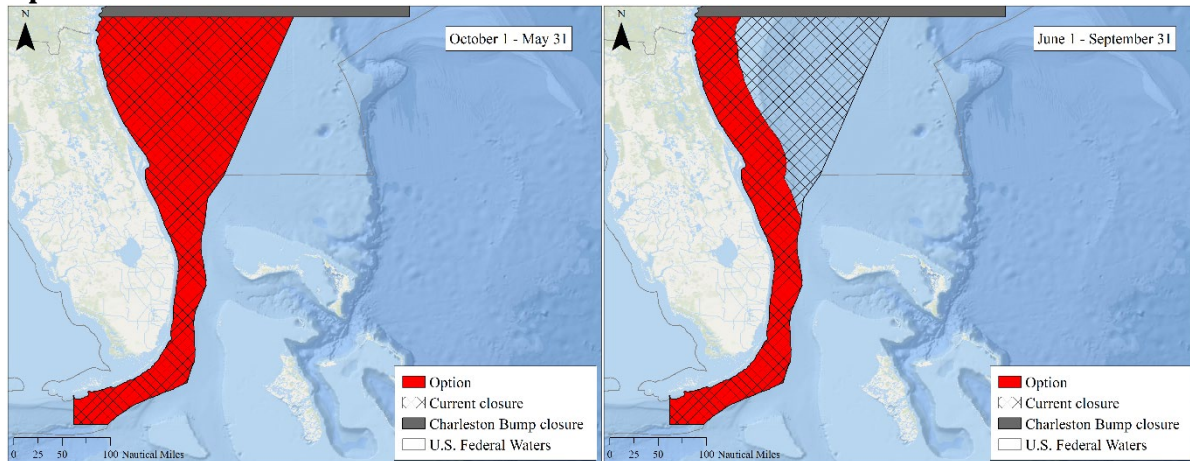 N
October 1 - May 31
Option
Current closure
Charleston Bump closure
U.S. Federal Waters
0 25 50 100 Nautical Miles
N
June 1 - September 31
Option
Current closure
Charleston Bump closure
U.S. Federal Waters
0 25 50 100 Nautical Miles